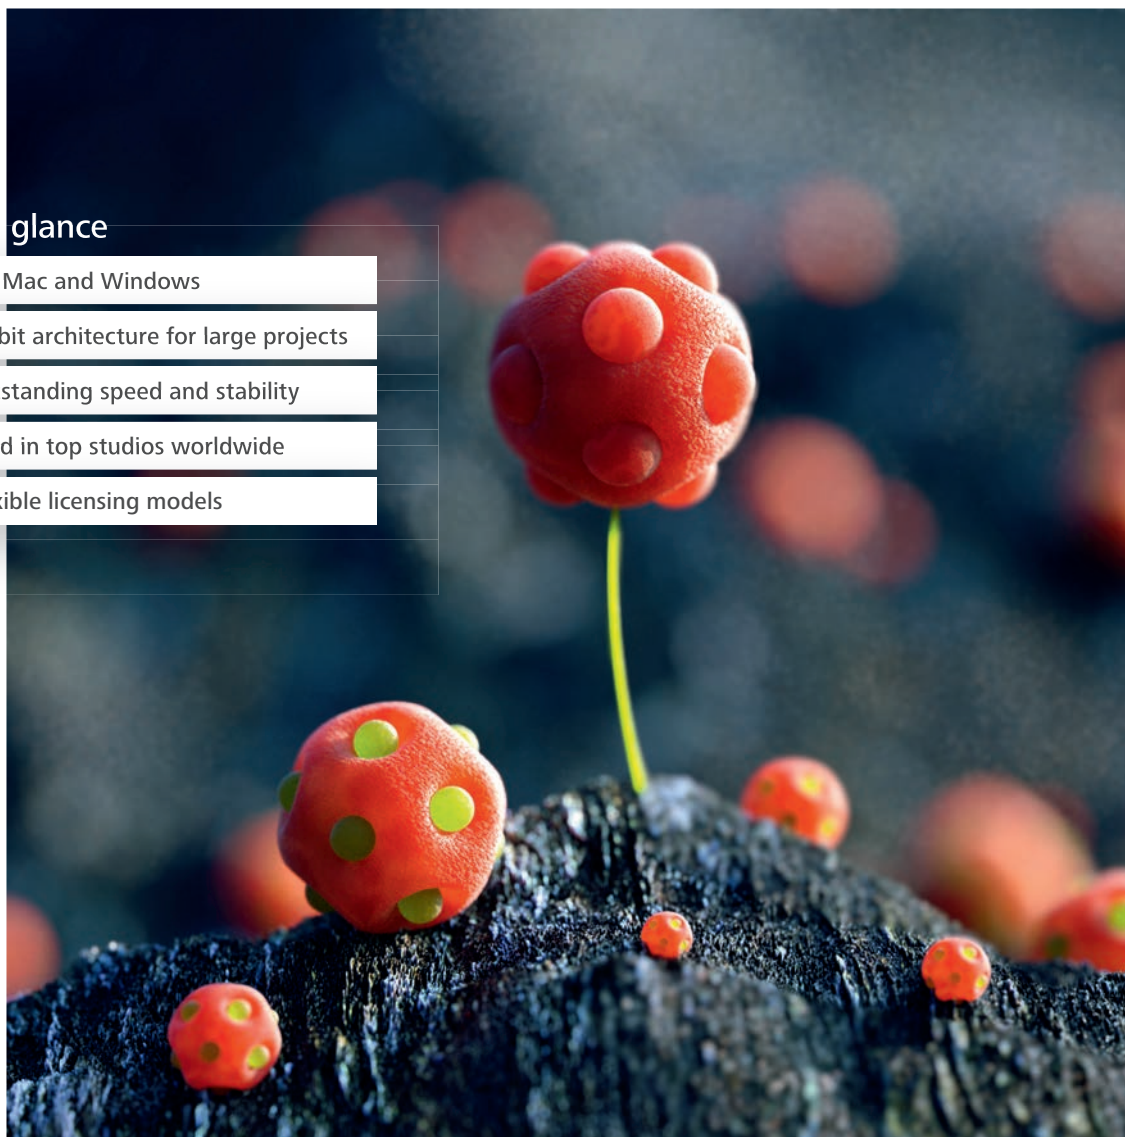 glance
Mac and Windows
bit architecture for large projects
standing speed and stability
d in top studios worldwide
xible licensing models